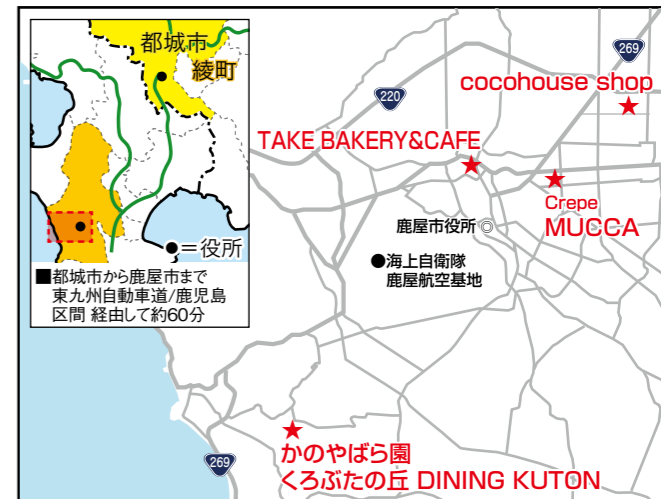 都城市
綾町
●=役所
■都城市から鹿屋市まで
東九州自動車道/鹿児島
区間 経由して約60分
269
cocohouse shop
220
TAKE BAKERY&CAFE
Crepe
MUCCA
鹿屋市役所◎
●海上自衛隊
鹿屋航空基地
かのやばら園
くろぶたの丘 DINING KUTON
269